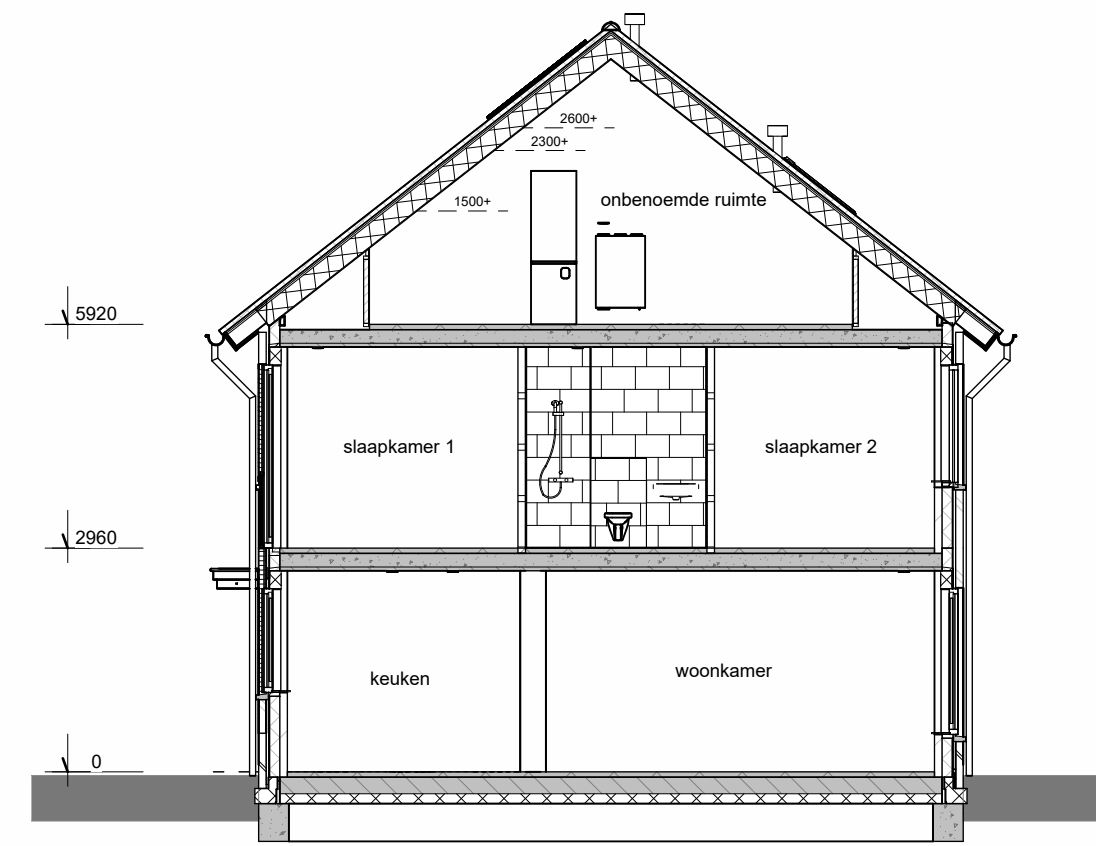 2600+
2300+
1500+
onbenoemde ruimte
5920
slaapkamer 1
slaapkamer 2
2960
keuken
woonkamer
0